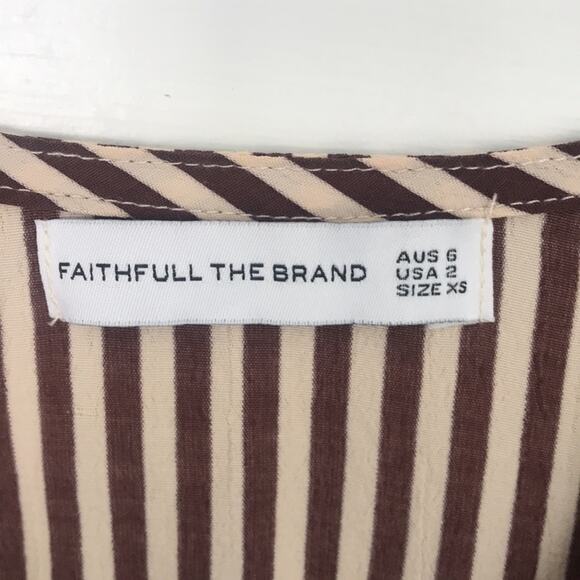 FAITHFULL THE BRAND
AUS 6
USA 2
SIZE XS